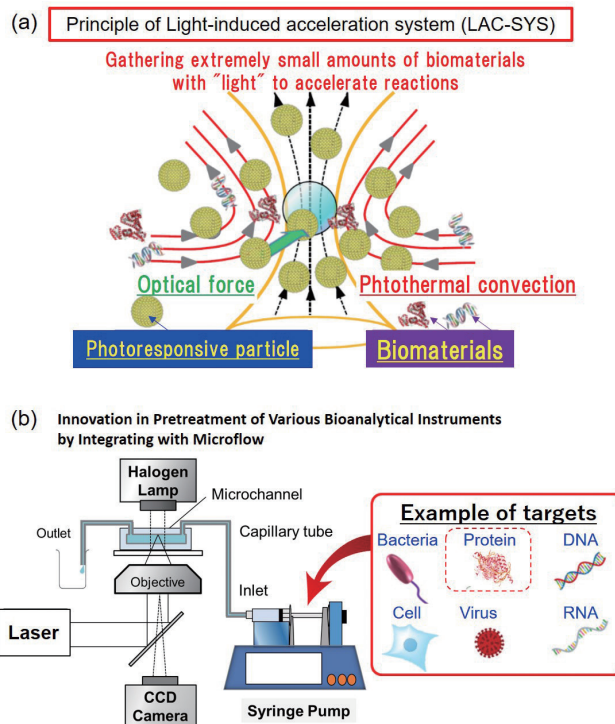 (a)
Principle of Light-induced acceleration system (LAC-SYS)
Gathering extremely small amounts of biomaterials
with "light" to accelerate reactions
Optical force
Phtothermal convection
Photoresponsive particle
Biomaterials
(b)
Innovation in Pretreatment of Various Bioanalytical Instruments
by Integrating with Microflow
Halogen
Lamp
Microchannel
Outlet
Capillary tube
Objective
Inlet
Laser
CCD
Camera
Syringe Pump
Example of targets
Bacteria
Protein
DNA
Cell
Virus
RNA